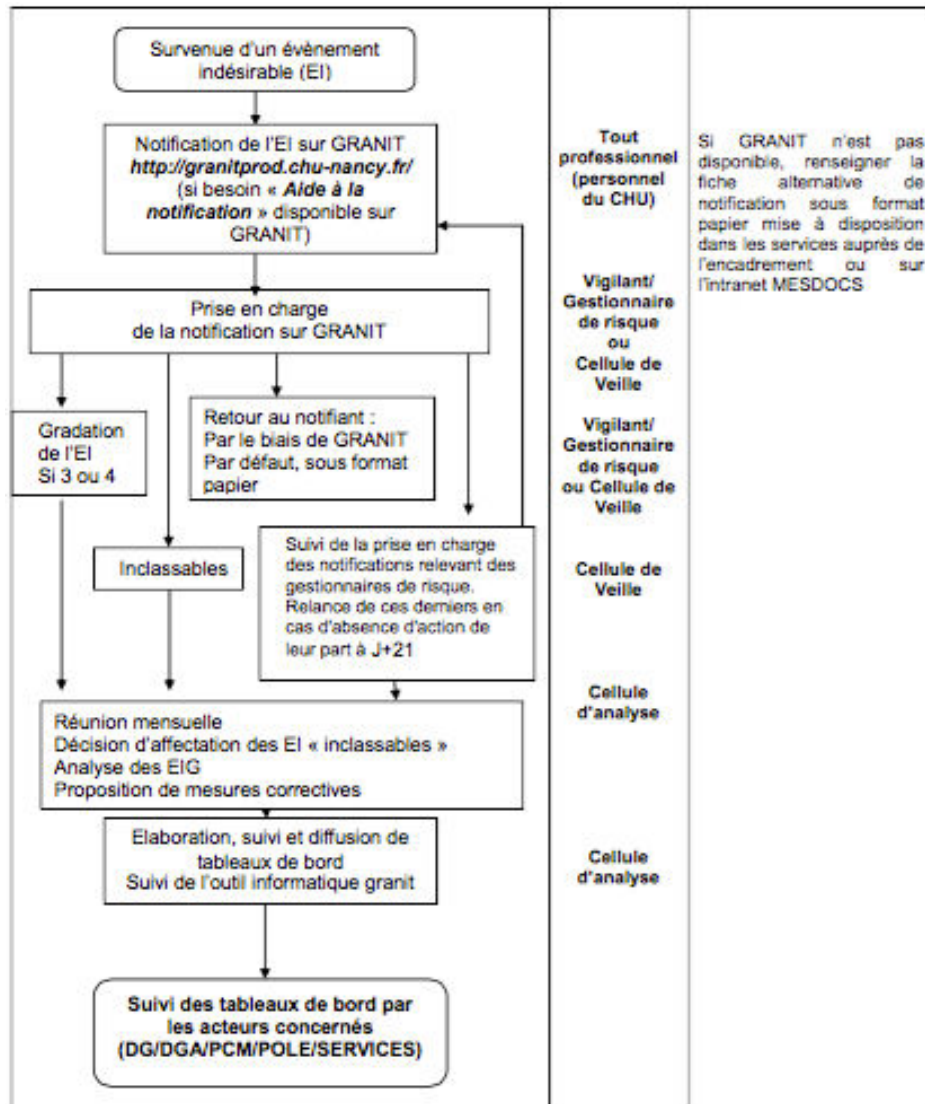 Survenue d'un évènement
indésirable (EI)
Notification de l'EI sur GRANIT
http://granitprod.chu-nancy.fr/
(si besoin « Aide à la
notification » disponible sur
GRANIT)
Tout
professionnel
(personnel
du CHU)
Si GRANIT n'est pas
disponible, renseigner la
fiche alternative de
notification sous format
papier mise à disposition
dans les services auprès de
l'encadrement ou sur
l'intranet MESDOCS
Prise en charge
de la notification sur GRANIT
Vigilant/
Gestionnaire
de risque
ou
Cellule de
Veille
Gradation
de l'EI
Si 3 ou 4
Retour au notifiant :
Par le biais de GRANIT
Par défaut, sous format
papier
Vigilant/
Gestionnaire
de risque
ou Cellule de
Veille
Inclassables
Suivi de la prise en charge
des notifications relevant des
gestionnaires de risque.
Relance de ces derniers en
cas d'absence d'action de
leur part à J+21
Cellule de
Veille
Réunion mensuelle
Décision d'affectation des EI « inclassables »
Analyse des EIG
Proposition de mesures correctives
Cellule
d'analyse
Elaboration, suivi et diffusion de
tableaux de bord
Suivi de l'outil informatique granit
Cellule
d'analyse
Suivi des tableaux de bord par
les acteurs concernés
(DG/DGA/PCM/POLE/SERVICES)